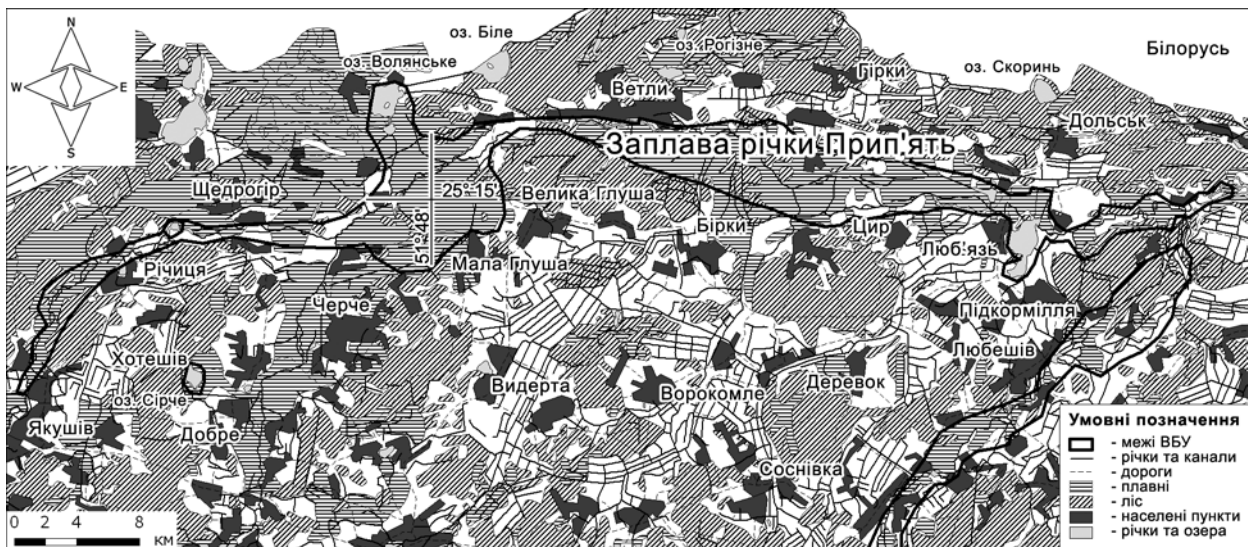 N
W
E
S
оз. Біле
оз. Рогізне
Білорусь
оз. Волянське
оз. Скоринь
Гірки
Ветли
Дольськ
Заплава річки Прип'ять
Щедрогір
25° 15'
51°48'
Велика Глуша
Бірки
Цир
Люб'язь
Річиця
Мала Глуша
Черче
Підкормілля
Хотешів
Любешів
оз. Сірче
Видерта
Ворокомле
Деревок
Якушів
Добре
Соснівка
Умовні позначення
- межі ВБУ
- річки та канали
- дороги
- плавні
- ліс
- населені пункти
- річки та озера
0 2 4 8
КМ